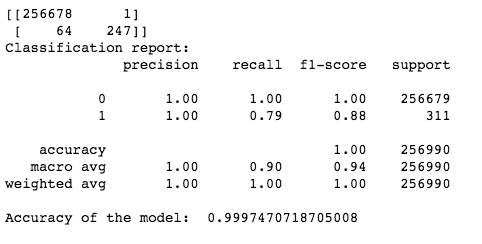 [[256678 1]
[ 64 247]]
Classification report:
precision recall f1-score support
0 1.00 1.00 1.00 256679
1 1.00 0.79 0.88 311
accuracy 1.00 256990
macro avg 1.00 0.90 0.94 256990
weighted avg 1.00 1.00 1.00 256990
Accuracy of the model: 0.9997470718705008